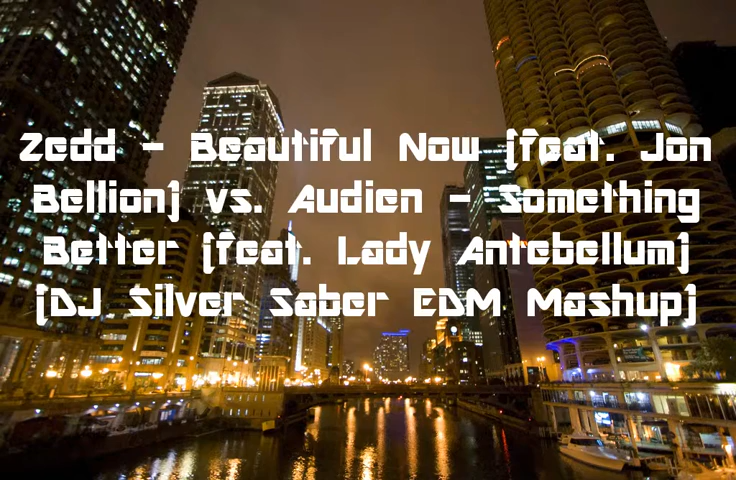 Zedd - Beautiful Now (feat. Jon
Bellion) vs. Audien - Something
Better (feat. Lady Antebellum)
(DJ Silver Saber EDM Mashup)